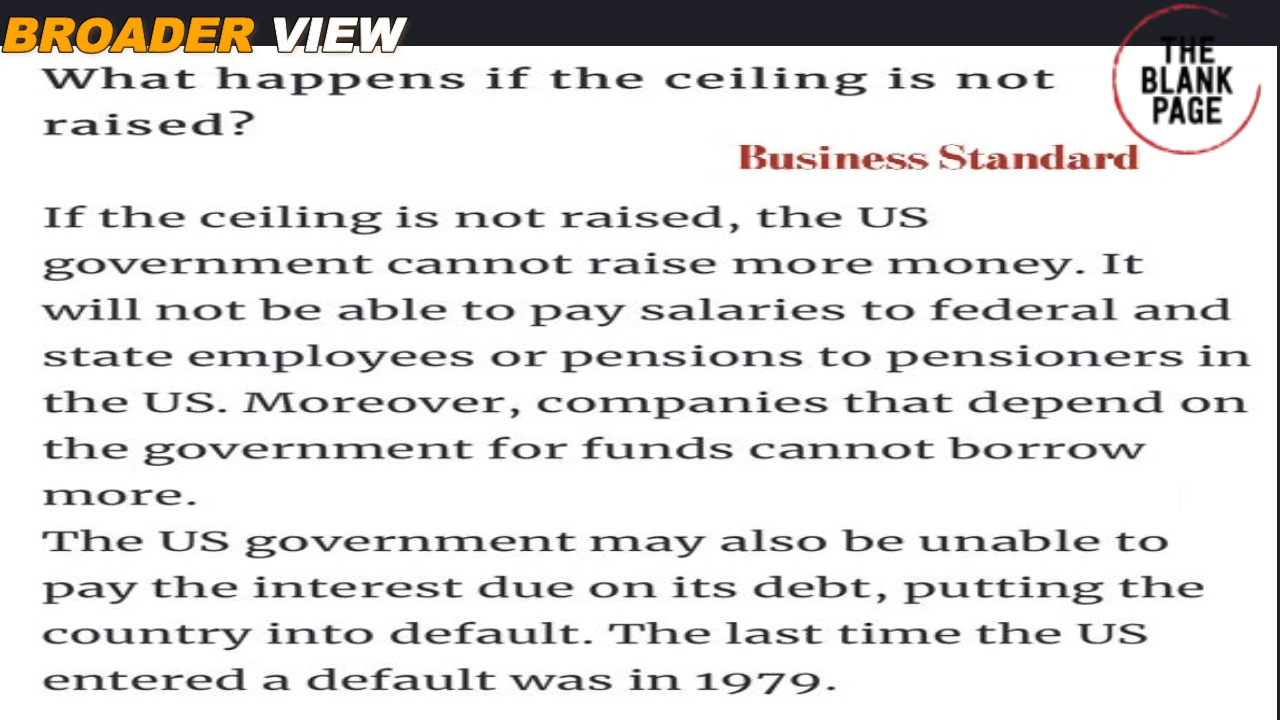 BROADER VIEW
THE
BLANK
PAGE
What happens if the ceiling is not
raised?
Business Standard
If the ceiling is not raised, the US
government cannot raise more money. It
will not be able to pay salaries to federal and
state employees or pensions to pensioners in
the US. Moreover, companies that depend on
the government for funds cannot borrow
more.
The US government may also be unable to
pay the interest due on its debt, putting the
country into default. The last time the US
entered a default was in 1979.